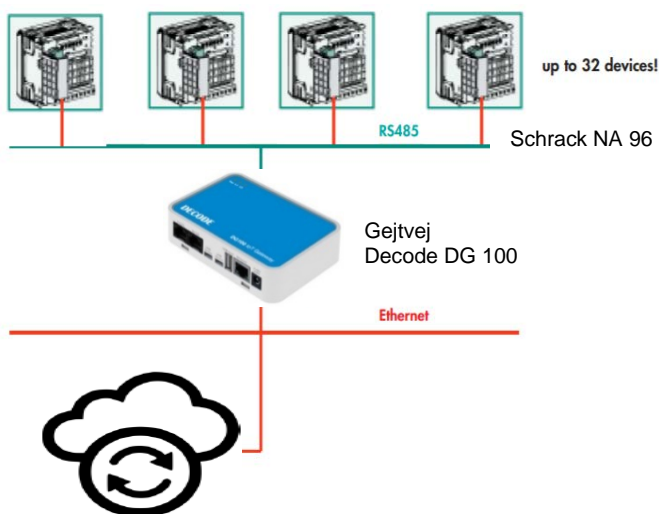 up to 32 devices!
RS485
Schrack NA 96
DECODE
Gejtvej
Decode DG 100
Ethernet